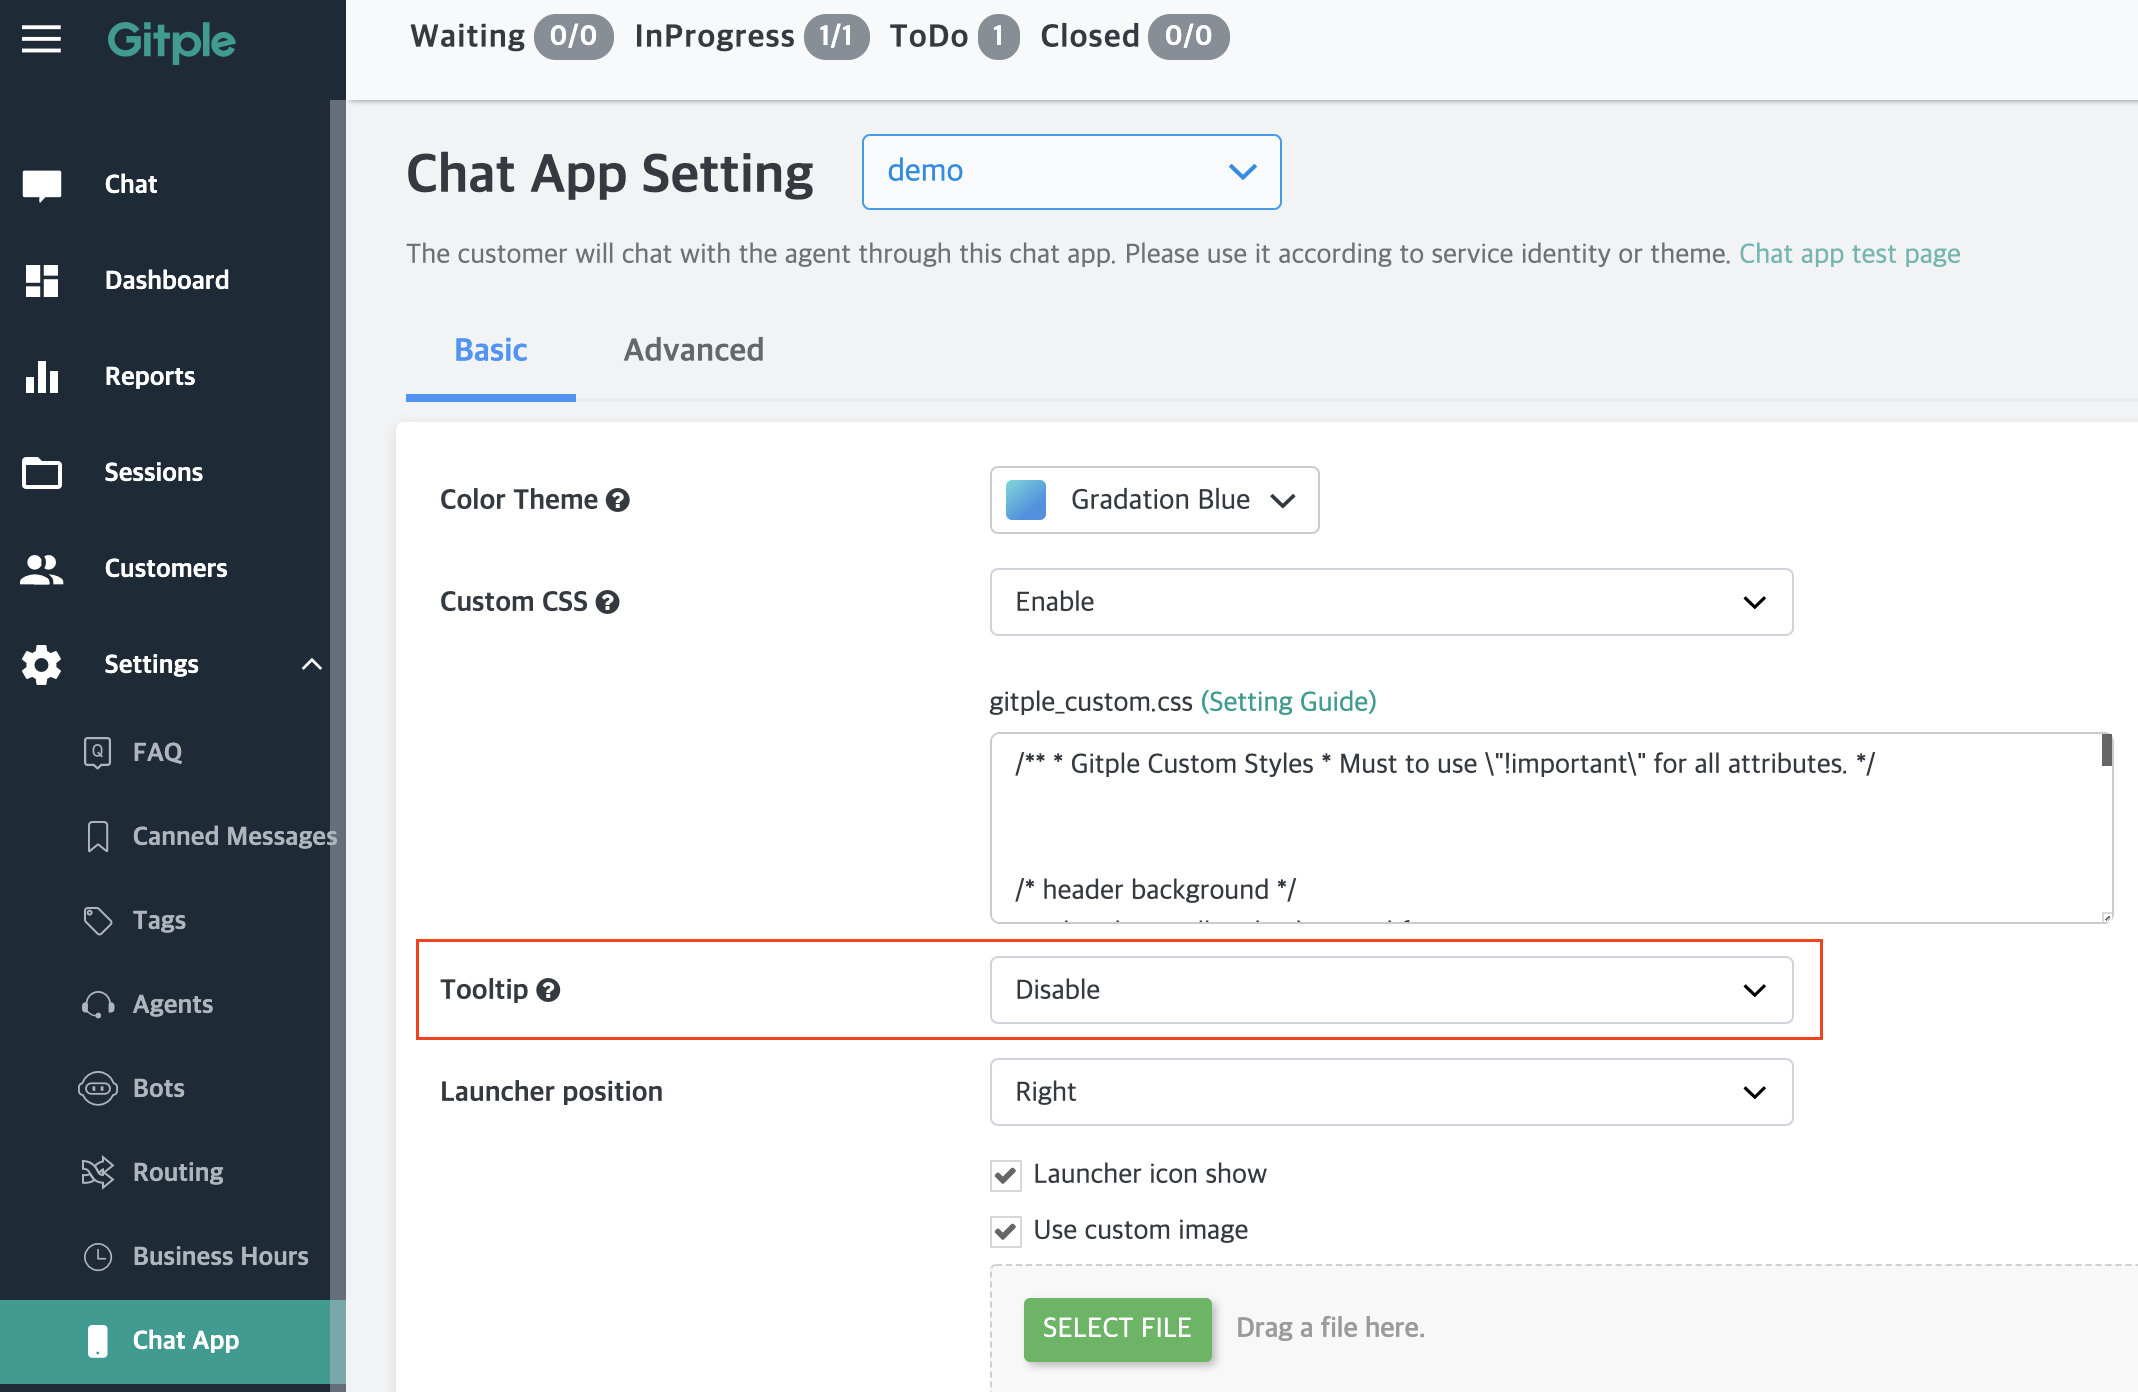 Gitple
Waiting 0/0 InProgress 1/1 ToDo 1 Closed 0/0
Chat
Dashboard
Reports
Sessions
Customers
Settings
FAQ
Canned Messages
Tags
Agents
Bots
Routing
Business Hours
Chat App
Chat App Setting demo
The customer will chat with the agent through this chat app. Please use it according to service identity or theme. Chat app test page
Basic Advanced
Color Theme ? Gradation Blue
Custom CSS ? Enable
gitple_custom.css (Setting Guide)
/** * Gitple Custom Styles * Must to use \"!important\" for all attributes. */
/* header background */
Tooltip ? Disable
Launcher position Right
Launcher icon show
Use custom image
SELECT FILE Drag a file here.